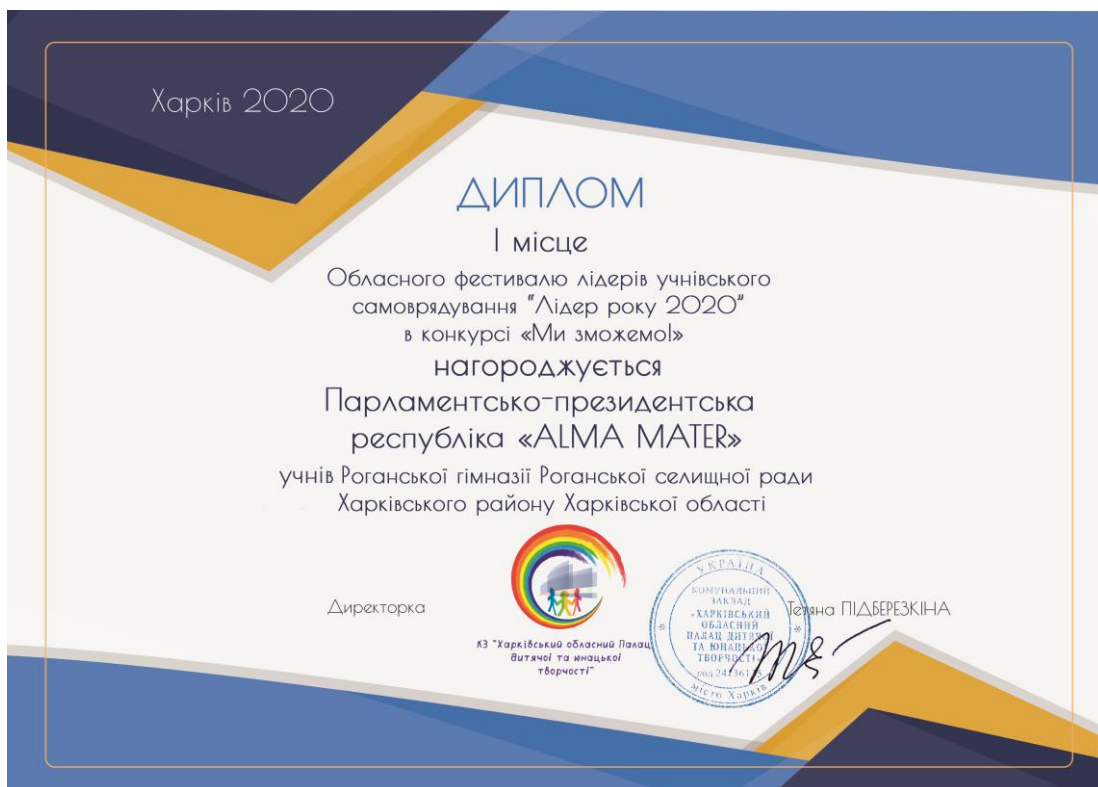 Харків 2020
ДИПЛОМ
І місце
Обласного фестивалю лідерів учнівського
самоврядування "Лідер року 2020"
в конкурсі «Ми зможемо!»
нагороджується
Парламентсько-президентська
республіка «ALMA MATER»
учнів Роганської гімназії Роганської селищної ради
Харківського району Харківської області
Директорка
КЗ "Харківський обласний Палац
дитячої та юнацької
творчості"
УКРАЇНА
КОМУНАЛЬНИЙ
ЗАКЛАД
«ХАРКІВСЬКИЙ
ОБЛАСНИЙ
ПАЛАЦ ДИТЯЧОЇ
ТА ЮНАЦЬКОЇ
ТВОРЧОСТІ»
код
місто Харків
Тетяна ПІДБЕРЕЗКІНА